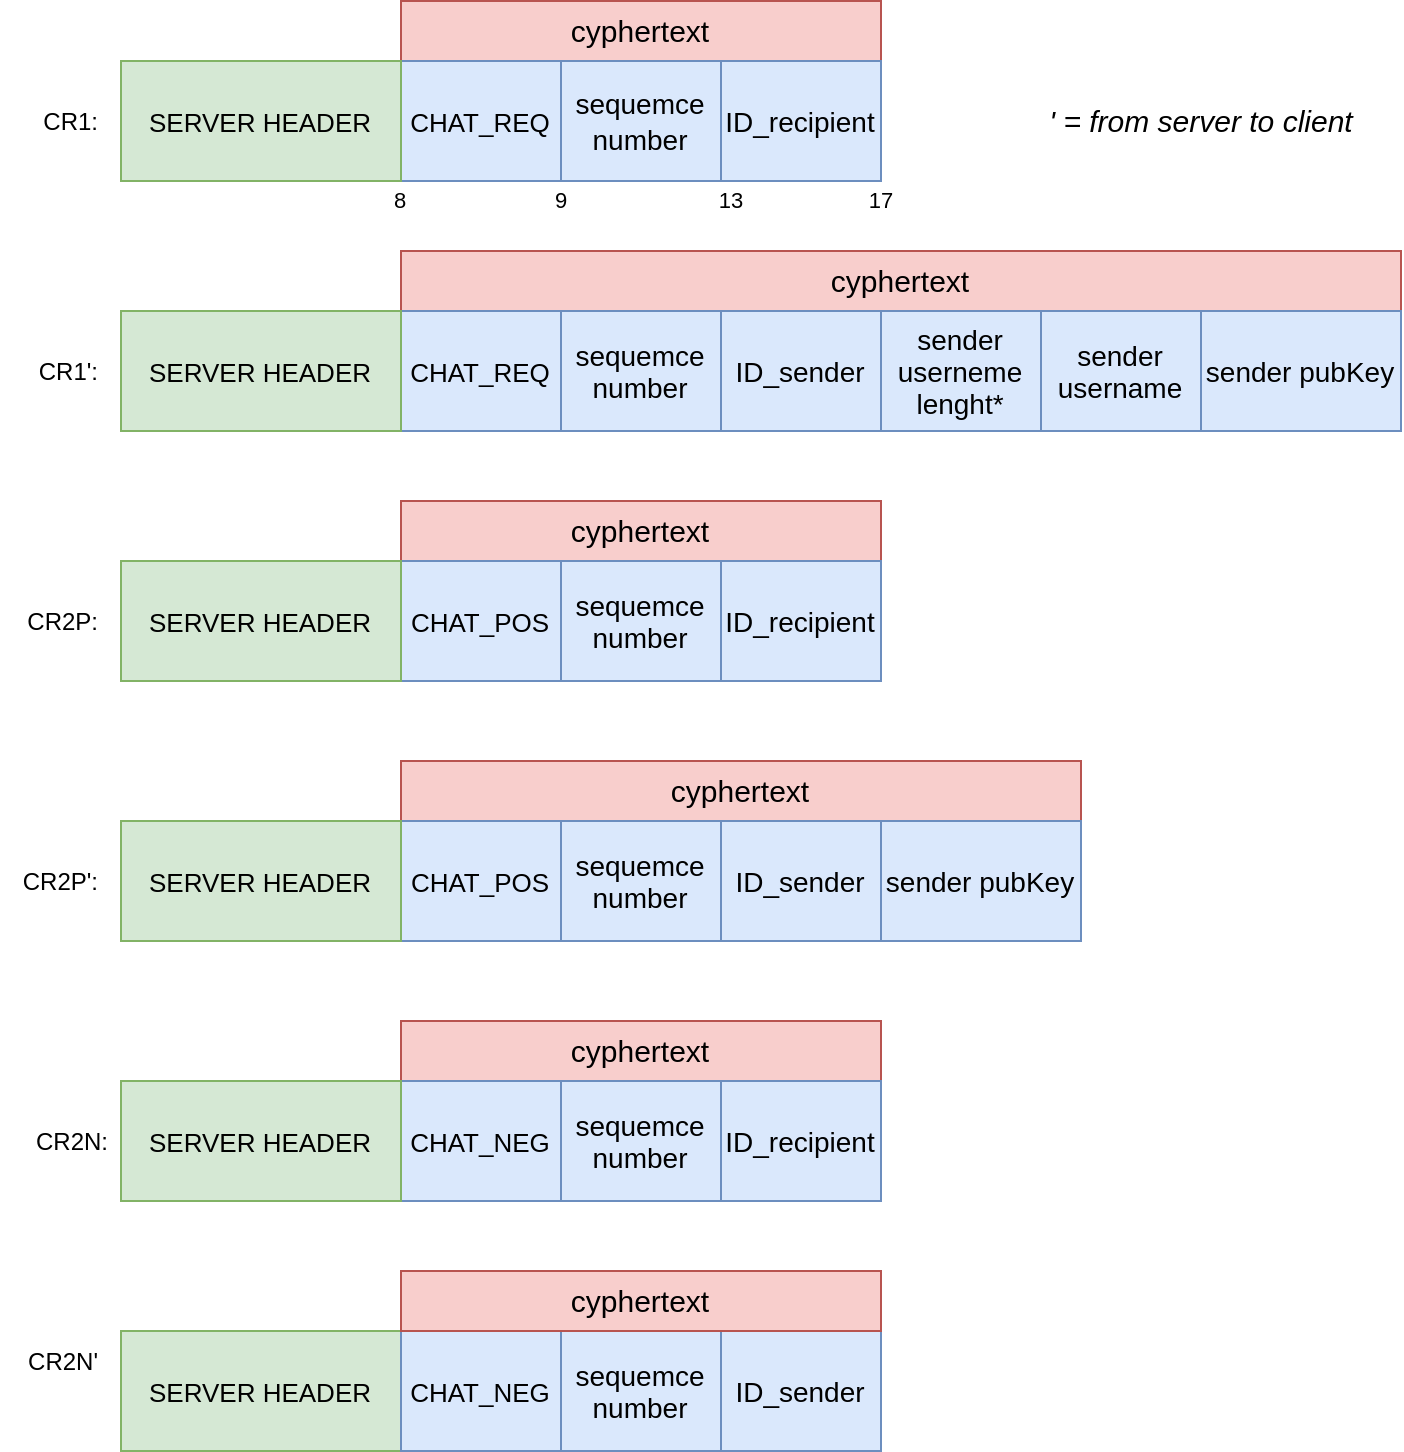 cyphertext
CR1:
SERVER HEADER
CHAT_REQ
sequemce
number
ID_recipient
' = from server to client
8
9
13
17
cyphertext
CR1':
SERVER HEADER
CHAT_REQ
sequemce
number
ID_sender
sender
userneme
lenght*
sender
username
sender pubKey
cyphertext
CR2P:
SERVER HEADER
CHAT_POS
sequemce
number
ID_recipient
cyphertext
CR2P':
SERVER HEADER
CHAT_POS
sequemce
number
ID_sender
sender pubKey
cyphertext
CR2N:
SERVER HEADER
CHAT_NEG
sequemce
number
ID_recipient
cyphertext
CR2N'
SERVER HEADER
CHAT_NEG
sequemce
number
ID_sender